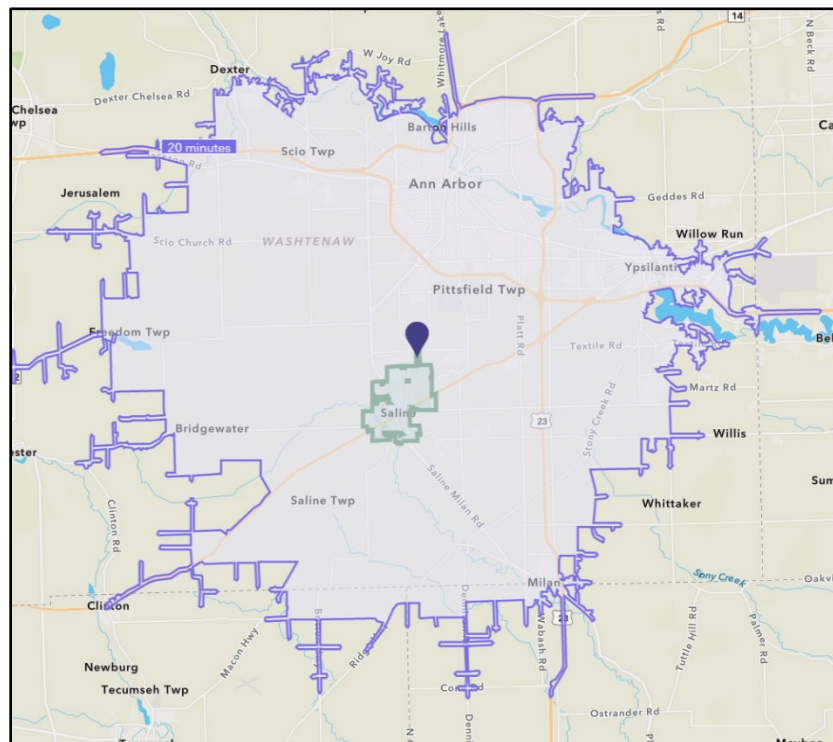 14
W Joy Rd
Whitmore Lake
N Beck Rd
Dexter
Dexter Chelsea Rd
Chelsea
wp
Barton Hills
20 minutes
Scio Twp
Ann Arbor
Jerusalem
Geddes Rd
Scio Church Rd
WASHTENAW
Willow Run
Ypsilanti
Pittsfield Twp
Freedom Twp
Platt Rd
Textile Rd
Martz Rd
Saline
23
Stony Creek Rd
Bridgewater
Willis
Saline Milan Rd
Clinton Rd
Saline Twp
Whittaker
Stony Creek
Milan
Clinton
23
Macon Hwy
Wabash Rd
Tuttle Hill Rd
Palmer Rd
Newburg
Tecumseh Twp
Ostrander Rd